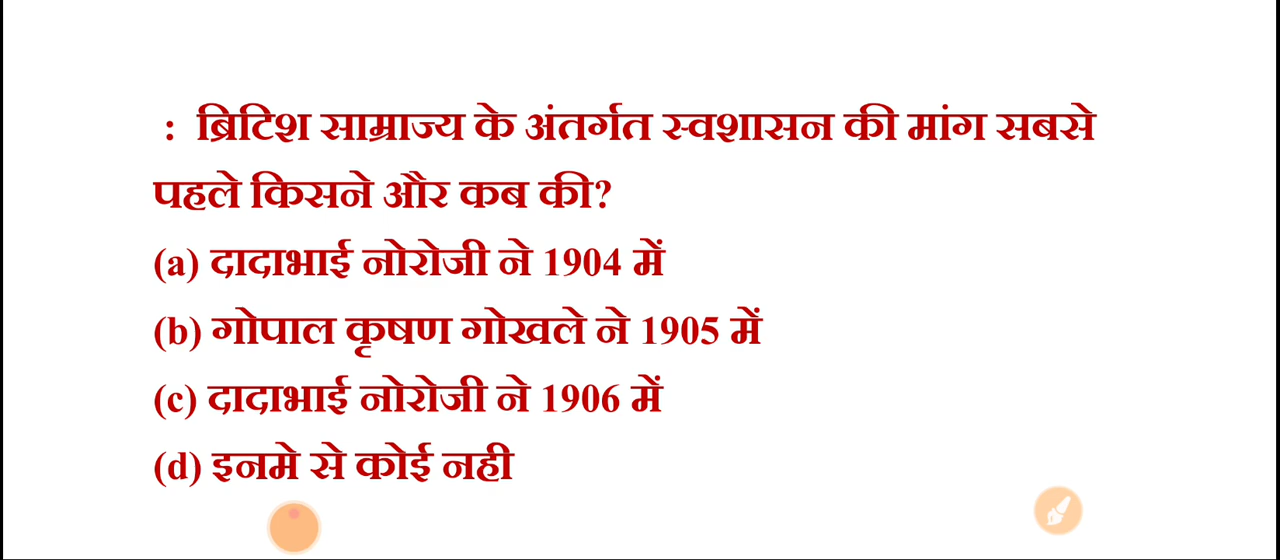 : ब्रिटिश साम्राज्य के अंतर्गत स्वशासन की मांग सबसे
पहले किसने और कब की?
(a) दादाभाई नोरोजी ने 1904 में
(b) गोपाल कृषण गोखले ने 1905 में
(c) दादाभाई नोरोजी ने 1906 में
(d) इनमे से कोई नही